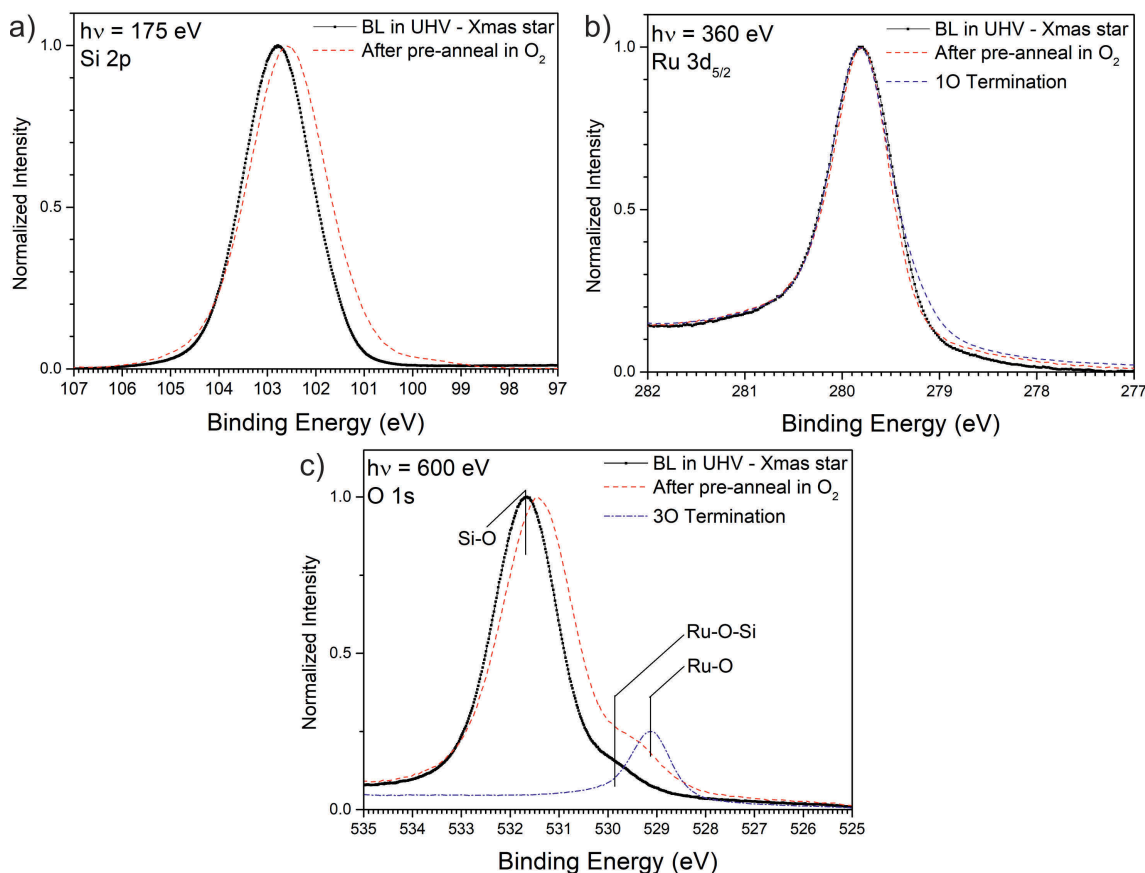 a)
hν = 175 eV
Si 2p
BL in UHV - Xmas star
After pre-anneal in O₂
Normalized Intensity
1.0
0.5
0.0
107 106 105 104 103 102 101 100 99 98 97
Binding Energy (eV)
b)
hν = 360 eV
Ru 3d₅/₂
BL in UHV - Xmas star
After pre-anneal in O₂
1O Termination
Normalized Intensity
1.0
0.5
0.0
282 281 280 279 278 277
Binding Energy (eV)
c)
hν = 600 eV
O 1s
BL in UHV - Xmas star
After pre-anneal in O₂
3O Termination
Si-O
Ru-O-Si
Ru-O
Normalized Intensity
1.0
0.5
0.0
535 534 533 532 531 530 529 528 527 526 525
Binding Energy (eV)